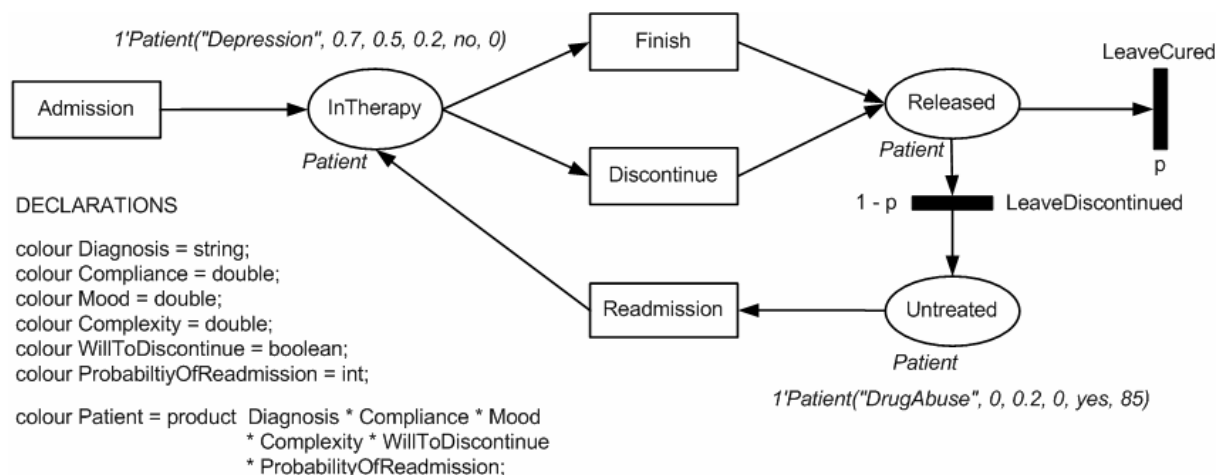 1'Patient("Depression", 0.7, 0.5, 0.2, no, 0)
Finish
LeaveCured
Admission
InTherapy
Released
Patient
Patient
Discontinue
p
DECLARATIONS
1 - p
LeaveDiscontinued
colour Diagnosis = string;
colour Compliance = double;
colour Mood = double;
colour Complexity = double;
colour WillToDiscontinue = boolean;
colour ProbabiltiyOfReadmission = int;
Readmission
Untreated
Patient
1'Patient("DrugAbuse", 0, 0.2, 0, yes, 85)
colour Patient = product Diagnosis * Compliance * Mood
* Complexity * WillToDiscontinue
* ProbabilityOfReadmission;